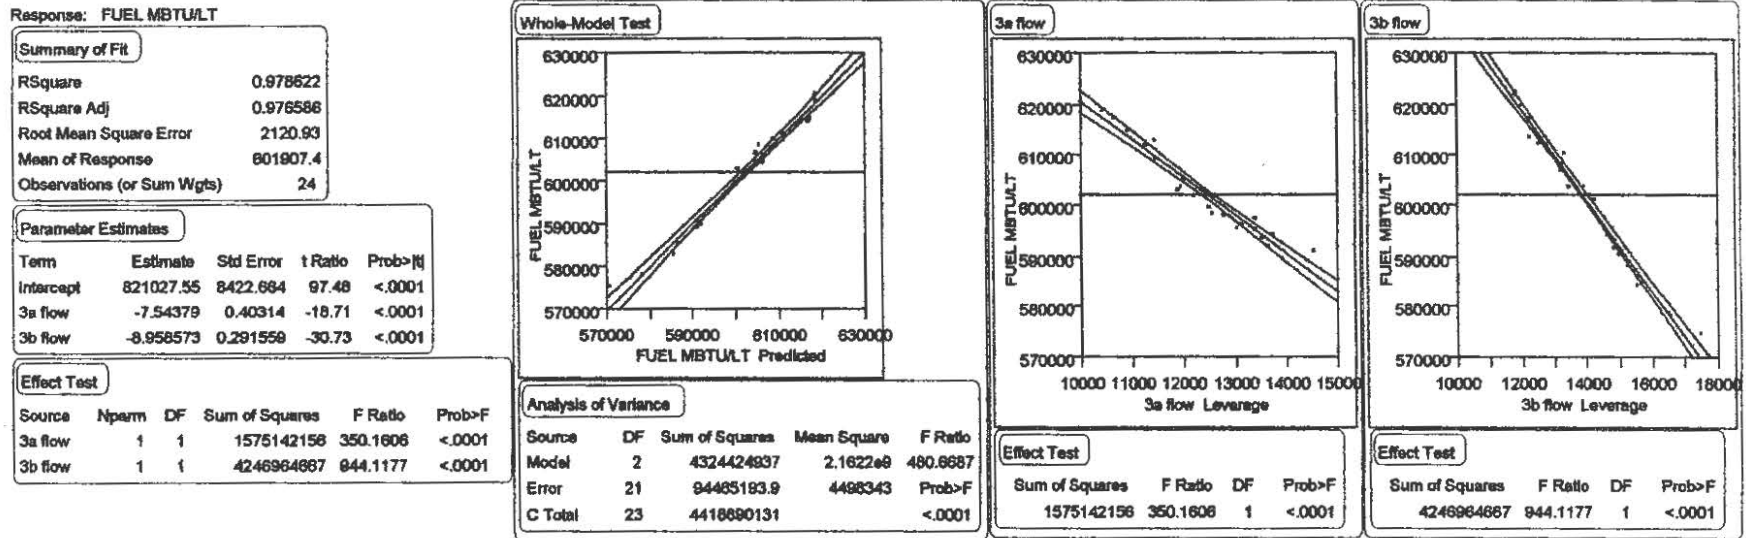 Response: FUEL MBTU/LT
Summary of Fit
RSquare 0.978622
RSquare Adj 0.976586
Root Mean Square Error 2120.93
Mean of Response 601907.4
Observations (or Sum Wgts) 24
Parameter Estimates
Term Estimate Std Error t Ratio Prob>|t|
Intercept 821027.55 8422.664 97.48 <.0001
3a flow -7.54379 0.40314 -18.71 <.0001
3b flow -8.958573 0.291559 -30.73 <.0001
Effect Test
Source Nparm DF Sum of Squares F Ratio Prob>F
3a flow 1 1 1575142156 350.1606 <.0001
3b flow 1 1 4246964667 944.1177 <.0001
Whole-Model Test
630000
620000
610000
600000
590000
580000
570000
FUEL MBTU/LT
570000 590000 610000 630000
FUEL MBTU/LT Predicted
Analysis of Variance
Source DF Sum of Squares Mean Square F Ratio
Model 2 4324424937 2.1622e9 480.6687
Error 21 94465193.9 4498343 Prob>F
C Total 23 4418890131 <.0001
3a flow
630000
620000
610000
600000
590000
580000
570000
FUEL MBTU/LT
10000 11000 12000 13000 14000 15000
3a flow Leverage
Effect Test
Sum of Squares F Ratio DF Prob>F
1575142156 350.1606 1 <.0001
3b flow
630000
620000
610000
600000
590000
580000
570000
FUEL MBTU/LT
10000 12000 14000 16000 18000
3b flow Leverage
Effect Test
Sum of Squares F Ratio DF Prob>F
4246964667 944.1177 1 <.0001